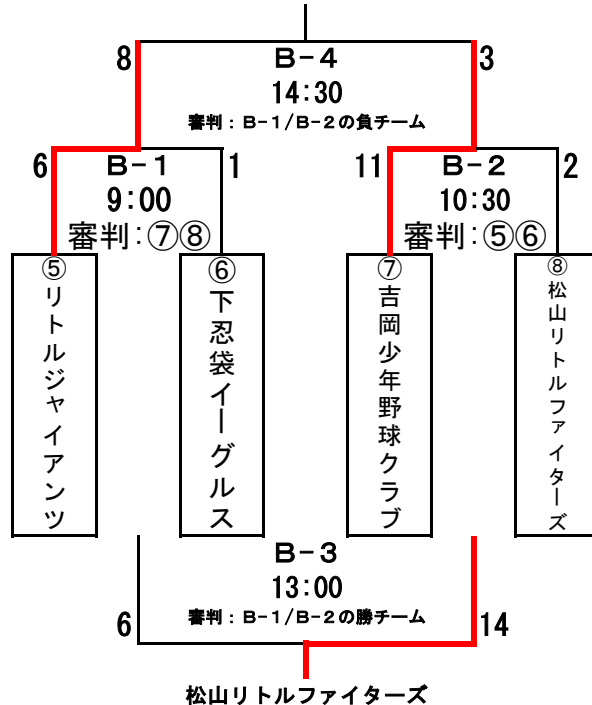 8 B-4 3
14:30
審判：B-1/B-2の負チーム
6 B-1 1 11 B-2 2
9:00 10:30
審判：⑦⑧ 審判：⑤⑥
⑤リトルジャイアンツ
⑥下忍袋イーグルス
⑦吉岡少年野球クラブ
⑧松山リトルファイターズ
B-3
13:00
6 審判：B-1/B-2の勝チーム 14
松山リトルファイターズ